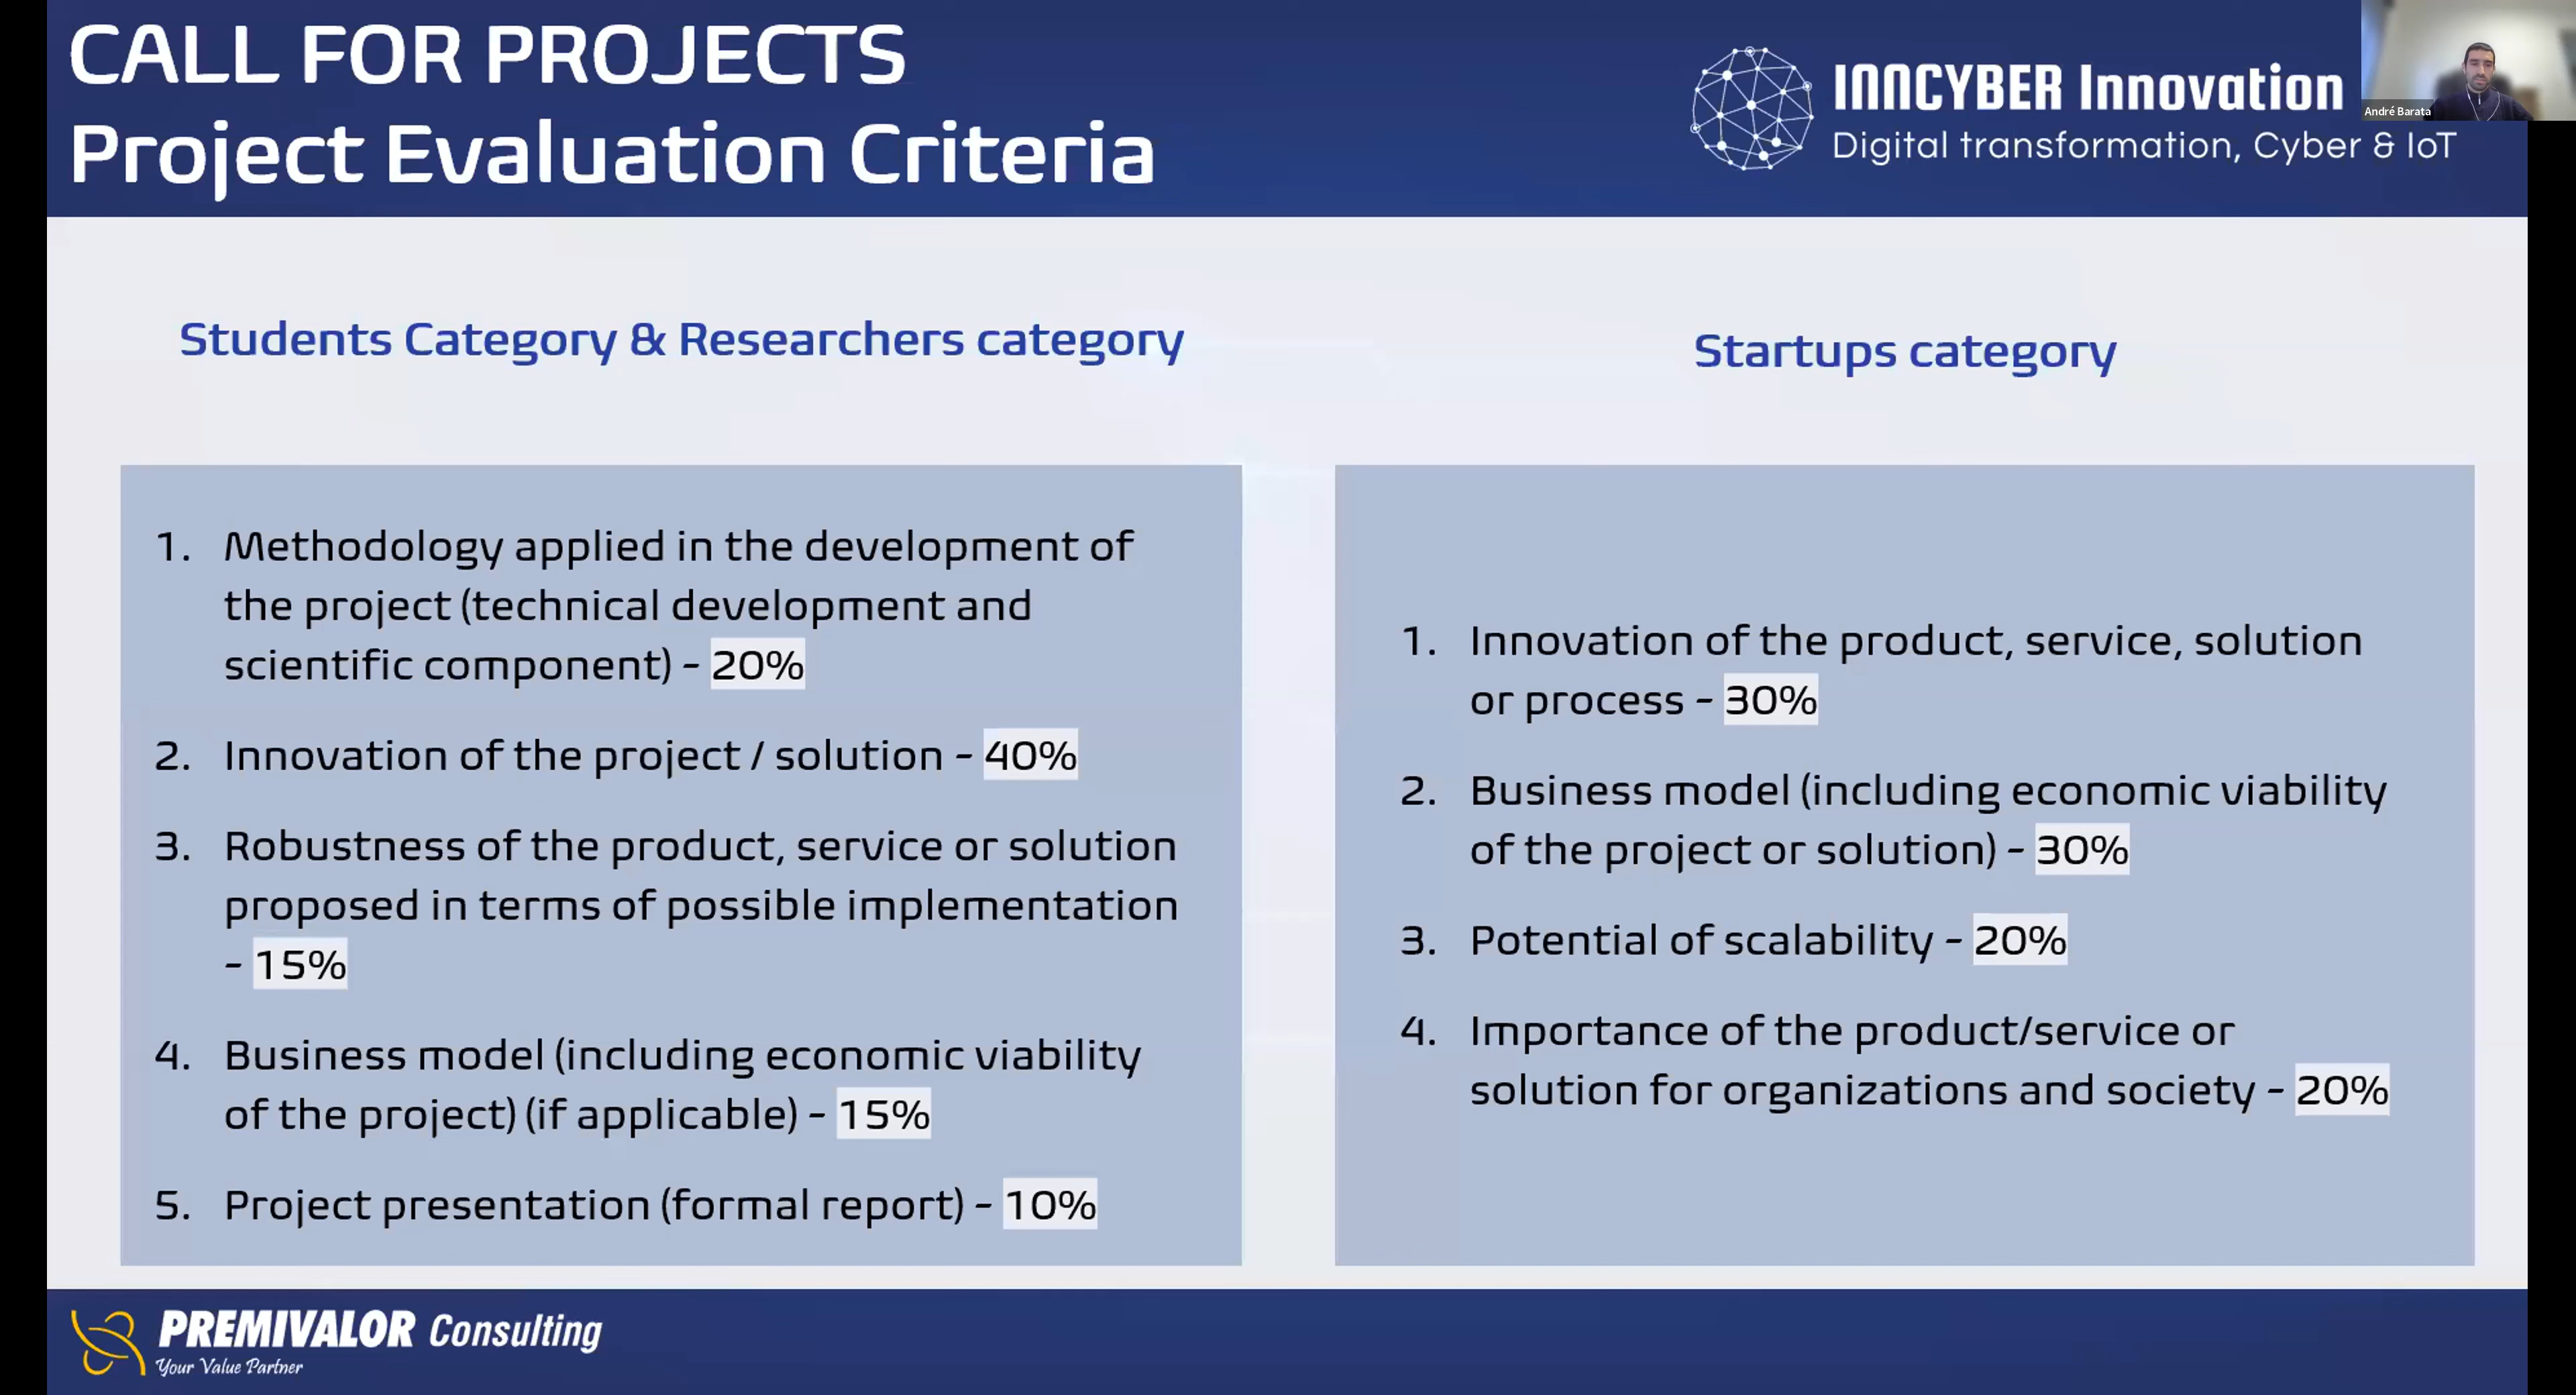 CALL FOR PROJECTS
Project Evaluation Criteria
INNCYBER Innovation
Digital transformation, Cyber & IoT
André Barata
Students Category & Researchers category
1. Methodology applied in the development of
the project (technical development and
scientific component) - 20%
2. Innovation of the project / solution - 40%
3. Robustness of the product, service or solution
proposed in terms of possible implementation
- 15%
4. Business model (including economic viability
of the project) (if applicable) - 15%
5. Project presentation (formal report) - 10%
Startups category
1. Innovation of the product, service, solution
or process - 30%
2. Business model (including economic viability
of the project or solution) - 30%
3. Potential of scalability - 20%
4. Importance of the product/service or
solution for organizations and society - 20%
PREMIVALOR Consulting
Your Value Partner